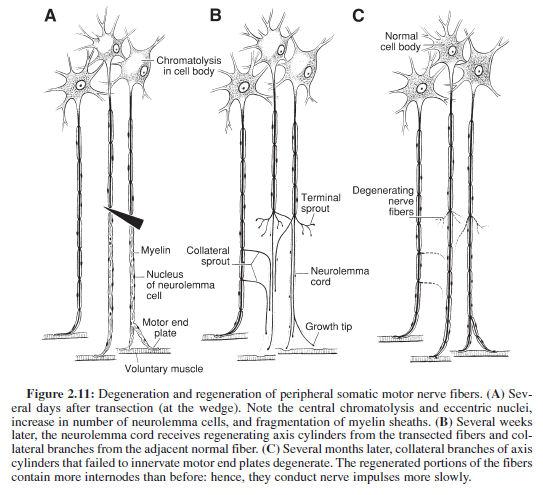 A
B
C
Chromatolysis
in cell body
Normal
cell body
Terminal
sprout
Degenerating
nerve
fibers
Myelin
Collateral
sprout
Nucleus
of neurolemma
cell
Neurolemma
cord
Motor end
plate
Growth tip
Voluntary muscle
Figure 2.11: Degeneration and regeneration of peripheral somatic motor nerve fibers. (A) Sev-
eral days after transection (at the wedge). Note the central chromatolysis and eccentric nuclei,
increase in number of neurolemma cells, and fragmentation of myelin sheaths. (B) Several weeks
later, the neurolemma cord receives regenerating axis cylinders from the transected fibers and col-
lateral branches from the adjacent normal fiber. (C) Several months later, collateral branches of axis
cylinders that failed to innervate motor end plates degenerate. The regenerated portions of the fibers
contain more internodes than before: hence, they conduct nerve impulses more slowly.